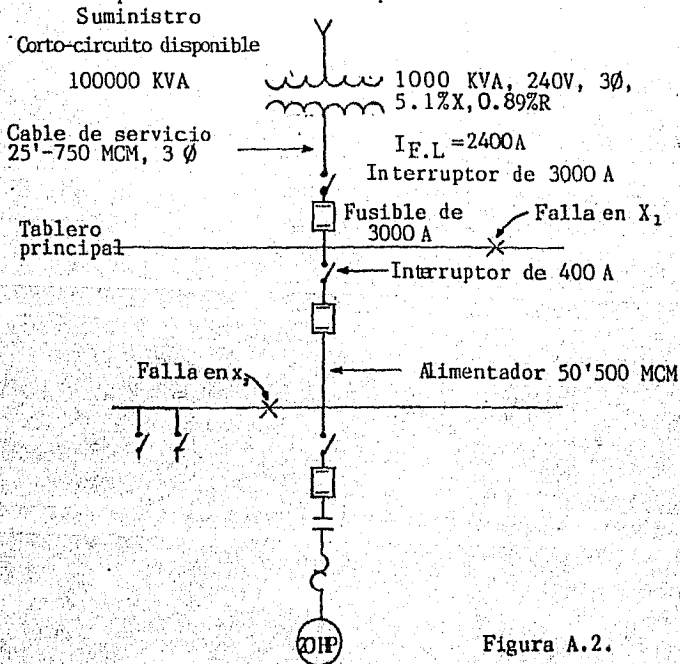 Suministro
Corto-circuito disponible
100000 KVA
1000 KVA, 240V, 3Ø,
5.1%X, 0.89%R
Cable de servicio
25'-750 MCM, 3 Ø
I F.L =2400A
Interruptor de 3000 A
Fusible de
3000 A
Falla en X₁
Tablero
principal
Interruptor de 400 A
Falla en x₂
Alimentador 50'500 MCM
20HP
Figura A.2.